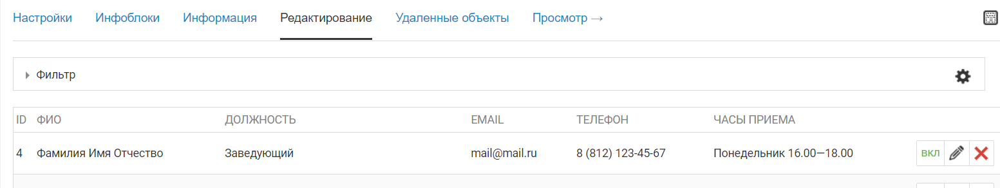 Настройки Инфоблоки Информация Редактирование Удаленные объекты Просмотр →
Фильтр
ID ФИО ДОЛЖНОСТЬ EMAIL ТЕЛЕФОН ЧАСЫ ПРИЕМА
4 Фамилия Имя Отчество Заведующий mail@mail.ru 8 (812) 123-45-67 Понедельник 16.00—18.00 ВКЛ